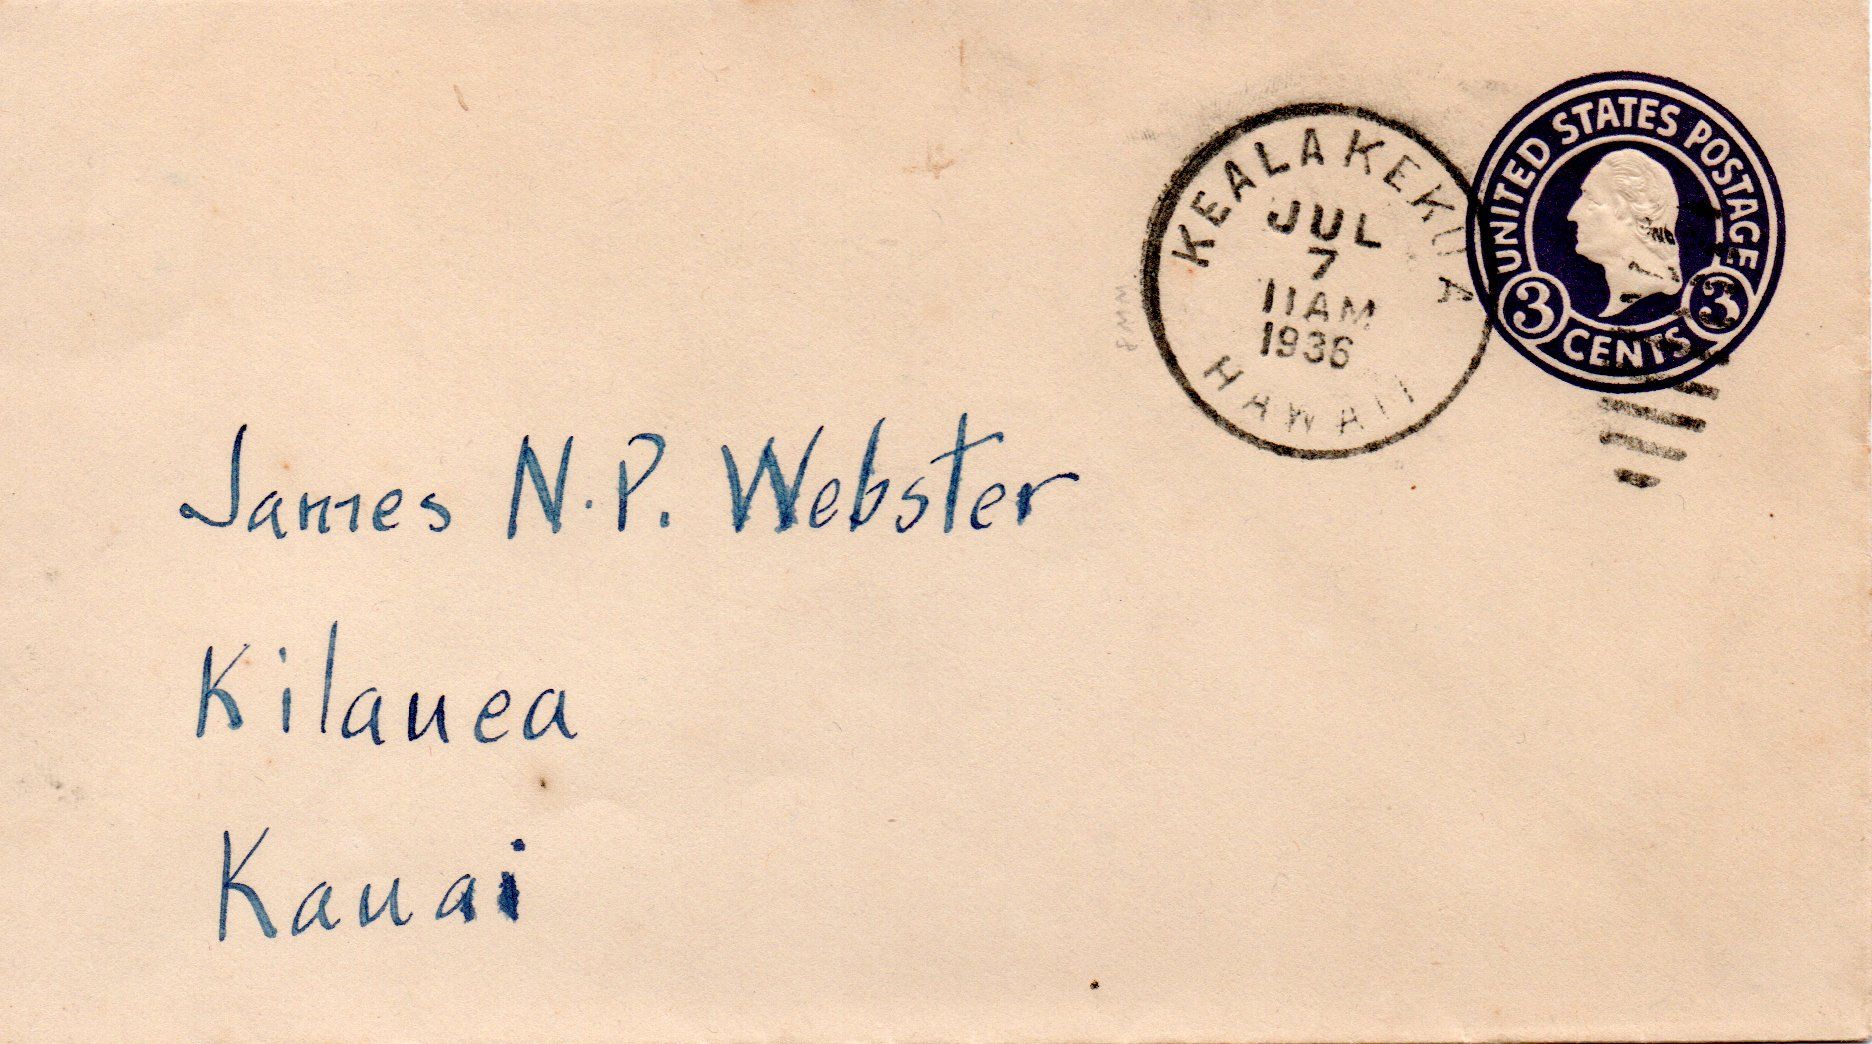 KEALAKEKUA
JUL
7
11AM
1936
HAWAII
UNITED STATES POSTAGE
3 CENTS 3
James N.P. Webster
Kilauea
Kauai